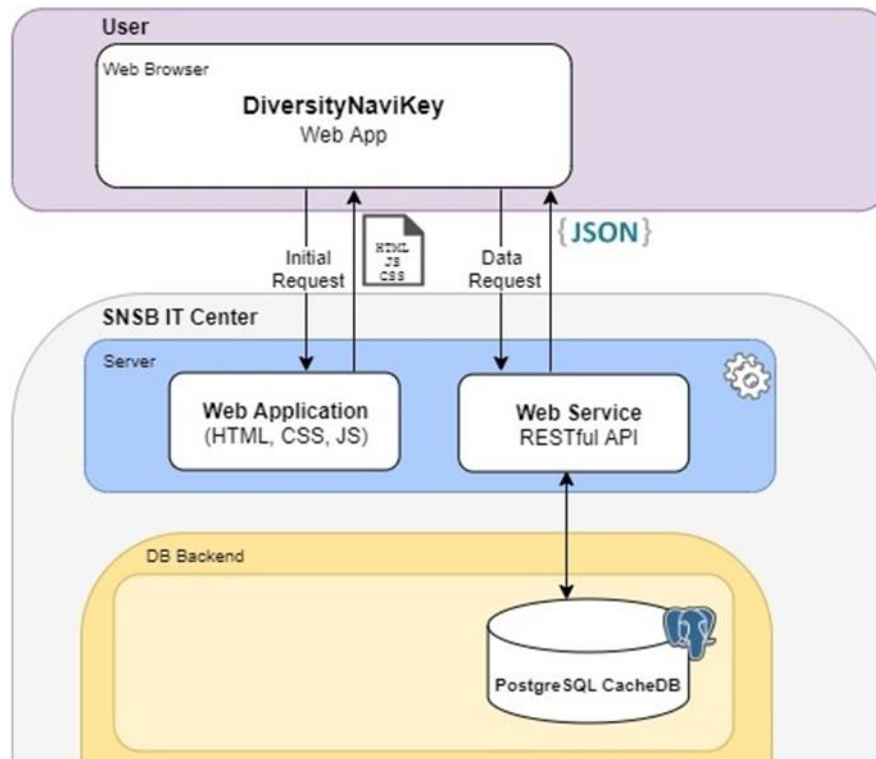 User
Web Browser
DiversityNaviKey
Web App
Initial
Request
HTML
JS
CSS
Data
Request
{JSON}
SNSB IT Center
Server
Web Application
(HTML, CSS, JS)
Web Service
RESTful API
DB Backend
PostgreSQL CacheDB